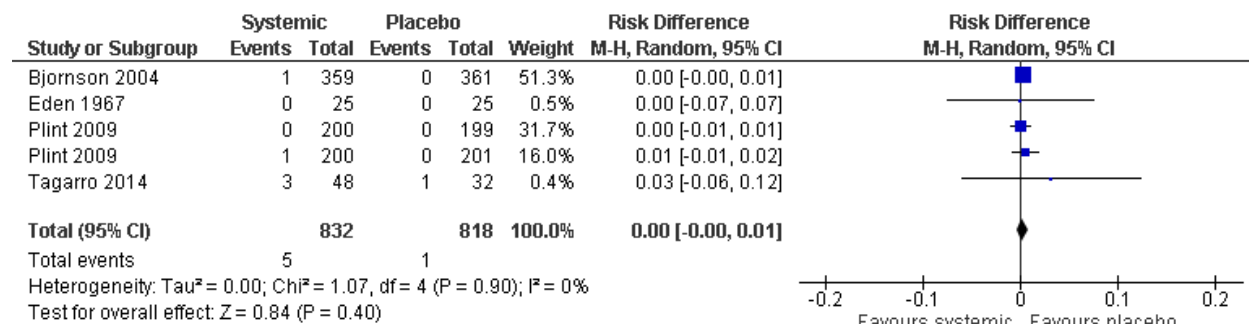 Systemic Placebo Risk Difference Risk Difference
Study or Subgroup Events Total Events Total Weight M-H, Random, 95% CI M-H, Random, 95% CI
Bjornson 2004 1 359 0 361 51.3% 0.00 [-0.00, 0.01]
Eden 1967 0 25 0 25 0.5% 0.00 [-0.07, 0.07]
Plint 2009 0 200 0 199 31.7% 0.00 [-0.01, 0.01]
Plint 2009 1 200 0 201 16.0% 0.01 [-0.01, 0.02]
Tagarro 2014 3 48 1 32 0.4% 0.03 [-0.06, 0.12]
Total (95% CI) 832 818 100.0% 0.00 [-0.00, 0.01]
Total events 5 1
Heterogeneity: Tau² = 0.00; Chi² = 1.07, df = 4 (P = 0.90); I² = 0%
Test for overall effect: Z = 0.84 (P = 0.40)
-0.2 -0.1 0 0.1 0.2
Favours systemic Favours placebo